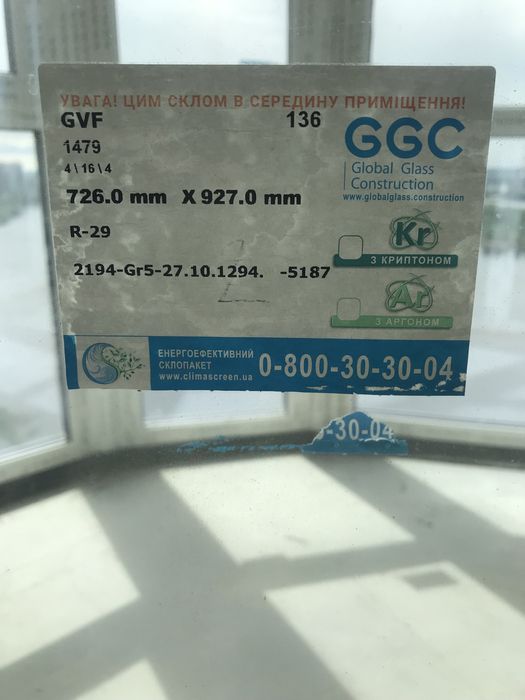 УВАГА! ЦИМ СКЛОМ В СЕРЕДИНУ ПРИМІЩЕННЯ!
GVF 136
1479
4\16\4
GGC
Global Glass
Construction
www.globalglass.construction
726.0 mm X 927.0 mm
R-29
Kr
З КРИПТОНОМ
2194-Gr5-27.10.1294. -5187
Ar
З АРГОНОМ
ЕНЕРГОЕФЕКТИВНИЙ
СКЛОПАКЕТ
www.climascreen.ua
0-800-30-30-04
-30-04